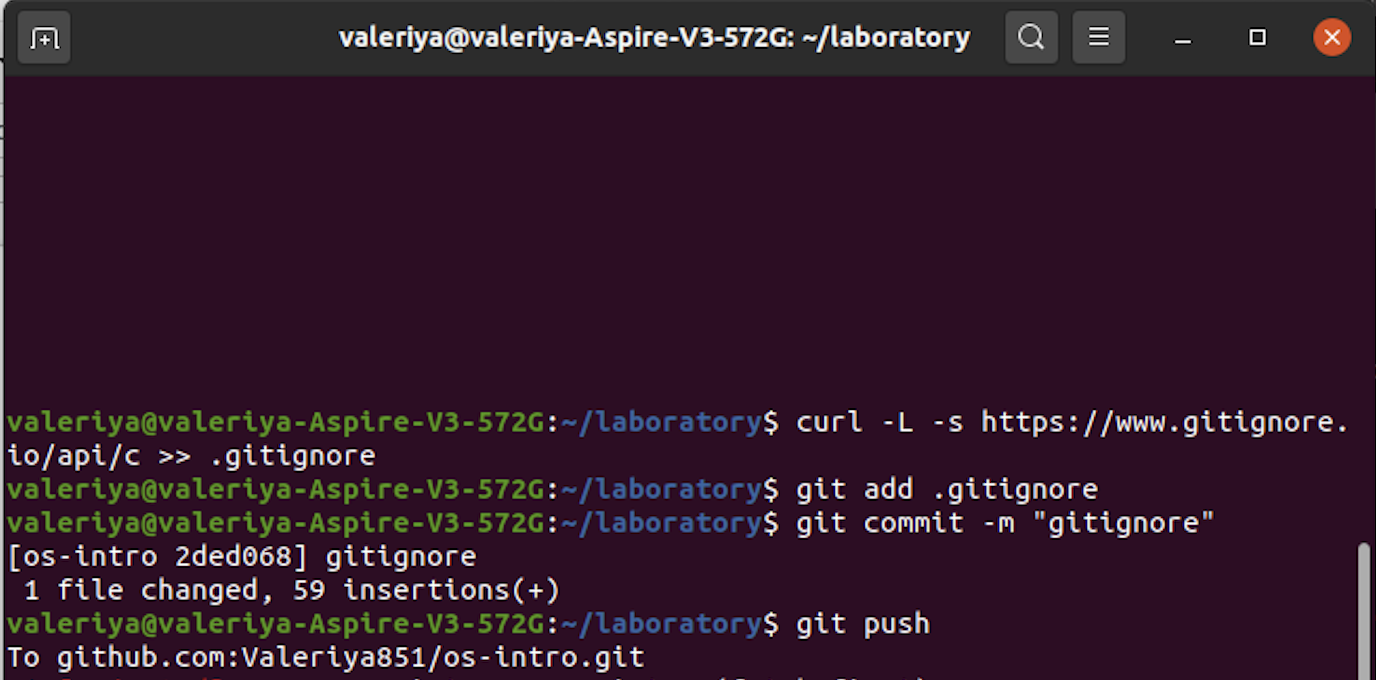 valeriya@valeriya-Aspire-V3-572G: ~/laboratory
valeriya@valeriya-Aspire-V3-572G:~/laboratory$ curl -L -s https://www.gitignore.
io/api/c >> .gitignore
valeriya@valeriya-Aspire-V3-572G:~/laboratory$ git add .gitignore
valeriya@valeriya-Aspire-V3-572G:~/laboratory$ git commit -m "gitignore"
[os-intro 2ded068] gitignore
 1 file changed, 59 insertions(+)
valeriya@valeriya-Aspire-V3-572G:~/laboratory$ git push
To github.com:Valeriya851/os-intro.git